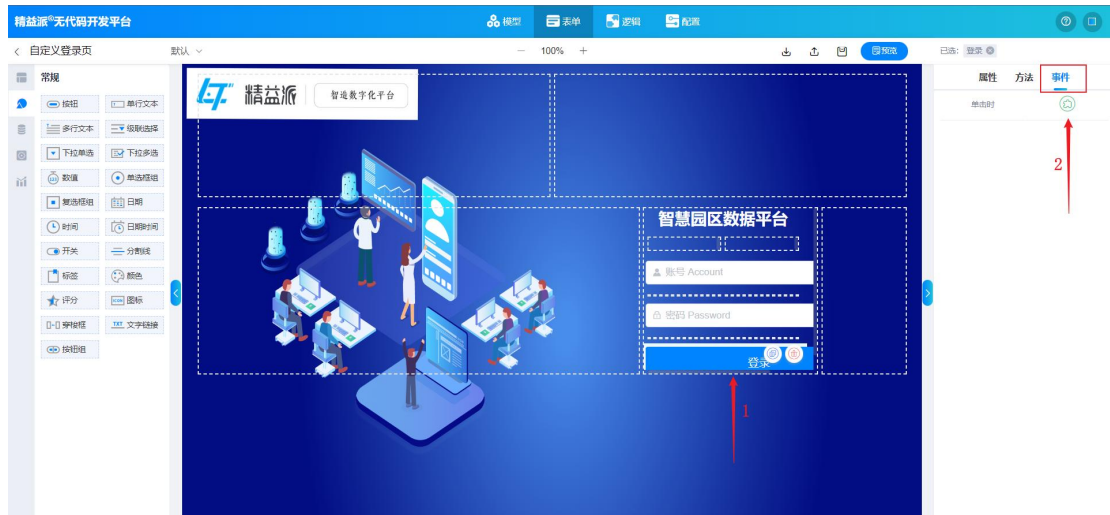 精益派®无代码开发平台
模型
表单
逻辑
配置
自定义登录页
默认
100%
预览
已选: 登录
常规
按钮
单行文本
多行文本
级联选择
下拉单选
下拉多选
数值
单选框组
复选框组
日期
时间
日期时间
开关
分割线
标签
颜色
评分
图标
穿梭框
TXT 文字链接
按钮组
精益派
智造数字化平台
智慧园区数据平台
账号 Account
密码 Password
登录
1
属性
方法
事件
单击时
2